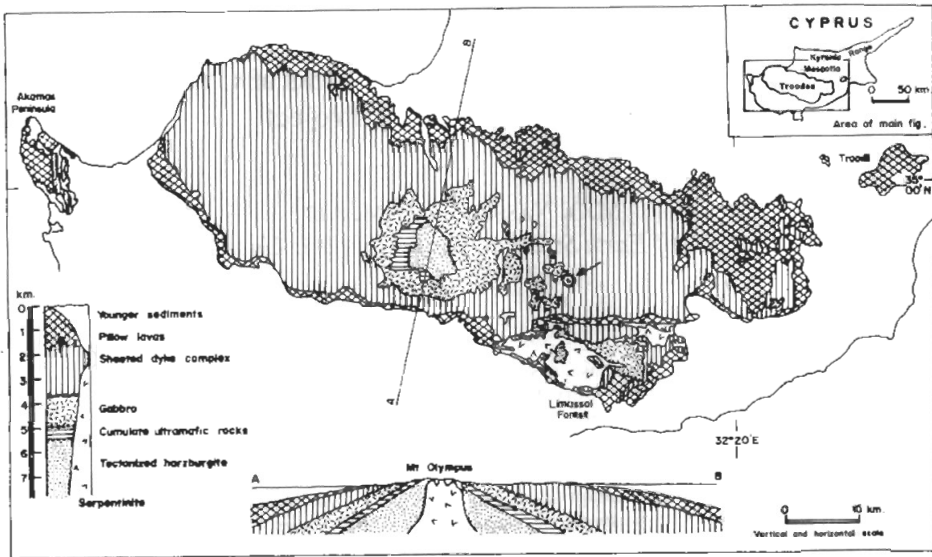 CYPRUS
Kyrenia Range
Mesaoria
Troodos
0 50 km.
Area of main fig.
Akamas
Peninsula
B
Troodli
35°
00'N
km.
0
1
2
3
4
5
6
7
Younger sediments
Pillow lavas
Sheeted dyke complex
Gabbro
Cumulate ultramafic rocks
Tectonized harzburgite
Serpentinite
A
Limassol
Forest
32°20'E
Mt Olympus
A
B
0 10 km.
Vertical and horizontal scale